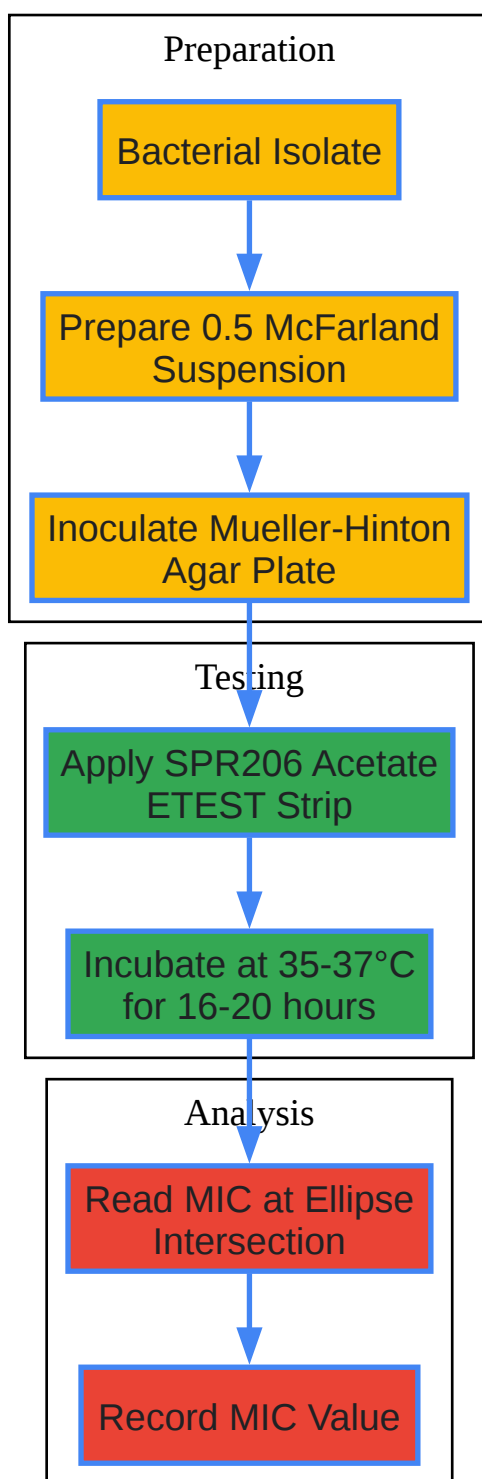 Preparation
Bacterial Isolate
Prepare 0.5 McFarland
Suspension
Inoculate Mueller-Hinton
Agar Plate
Testing
Apply SPR206 Acetate
ETEST Strip
Incubate at 35-37°C
for 16-20 hours
Analysis
Read MIC at Ellipse
Intersection
Record MIC Value